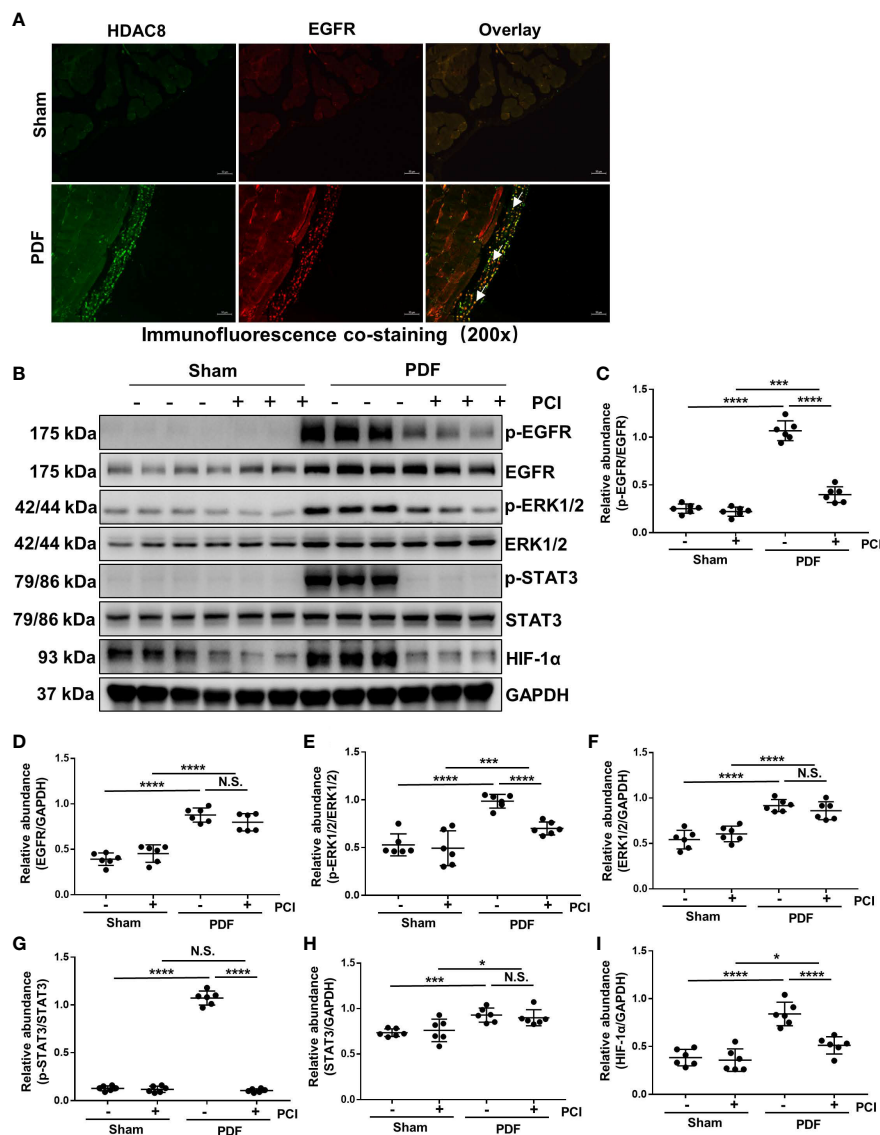 A
HDAC8 EGFR Overlay
Sham
PDF
Immunofluorescence co-staining (200x)
B
Sham PDF
- - - + + + - - - + + + PCI
175 kDa p-EGFR
175 kDa EGFR
42/44 kDa p-ERK1/2
42/44 kDa ERK1/2
79/86 kDa p-STAT3
79/86 kDa STAT3
93 kDa HIF-1α
37 kDa GAPDH
C
Relative abundance
(p-EGFR/EGFR)
1.5
1.0
0.5
0.0
***
**** ****
- + - + PCI
Sham PDF
D
Relative abundance
(EGFR/GAPDH)
1.5
1.0
0.5
0.0
****
**** N.S.
- + - + PCI
Sham PDF
E
Relative abundance
(p-ERK1/2/ERK1/2)
1.5
1.0
0.5
0.0
***
**** ****
- + - + PCI
Sham PDF
F
Relative abundance
(ERK1/2/GAPDH)
1.5
1.0
0.5
0.0
****
**** N.S.
- + - + PCI
Sham PDF
G
Relative abundance
(p-STAT3/STAT3)
1.5
1.0
0.5
0.0
N.S.
**** ****
- + - + PCI
Sham PDF
H
Relative abundance
(STAT3/GAPDH)
1.5
1.0
0.5
0.0
*
*** N.S.
- + - + PCI
Sham PDF
I
Relative abundance
(HIF-1α/GAPDH)
1.5
1.0
0.5
0.0
*
**** ****
- + - + PCI
Sham PDF